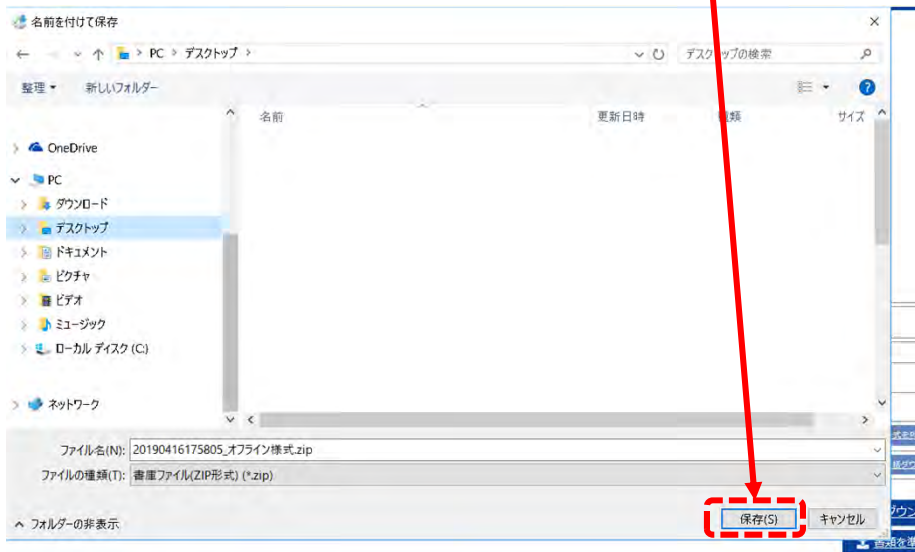 名前を付けて保存
PC > デスクトップ >
デスクトップの検索
整理 新しいフォルダー
名前 更新日時 種類 サイズ
OneDrive
PC
ダウンロード
デスクトップ
ドキュメント
ピクチャ
ビデオ
ミュージック
ローカル ディスク (C:)
ネットワーク
ファイル名(N): 20190416175805_オフライン様式.zip
ファイルの種類(T): 書庫ファイル(ZIP形式) (*.zip)
フォルダーの非表示
保存(S) キャンセル